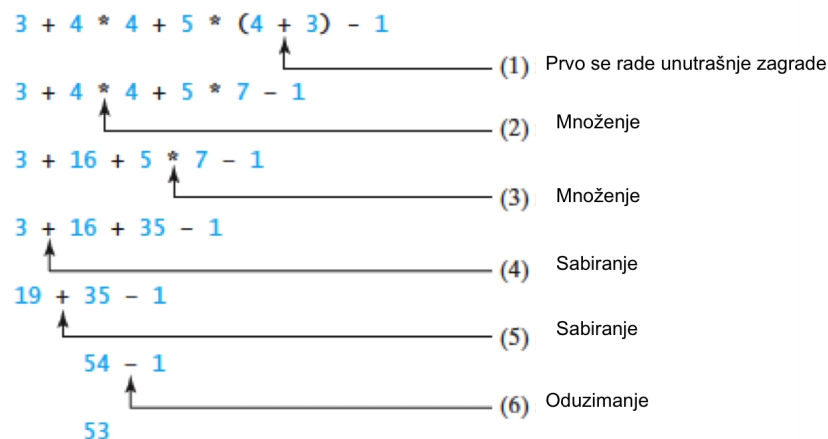 3 + 4 * 4 + 5 * (4 + 3) – 1
(1) Prvo se rade unutrašnje zagrade
3 + 4 * 4 + 5 * 7 – 1
(2) Množenje
3 + 16 + 5 * 7 – 1
(3) Množenje
3 + 16 + 35 – 1
(4) Sabiranje
19 + 35 – 1
(5) Sabiranje
54 – 1
(6) Oduzimanje
53